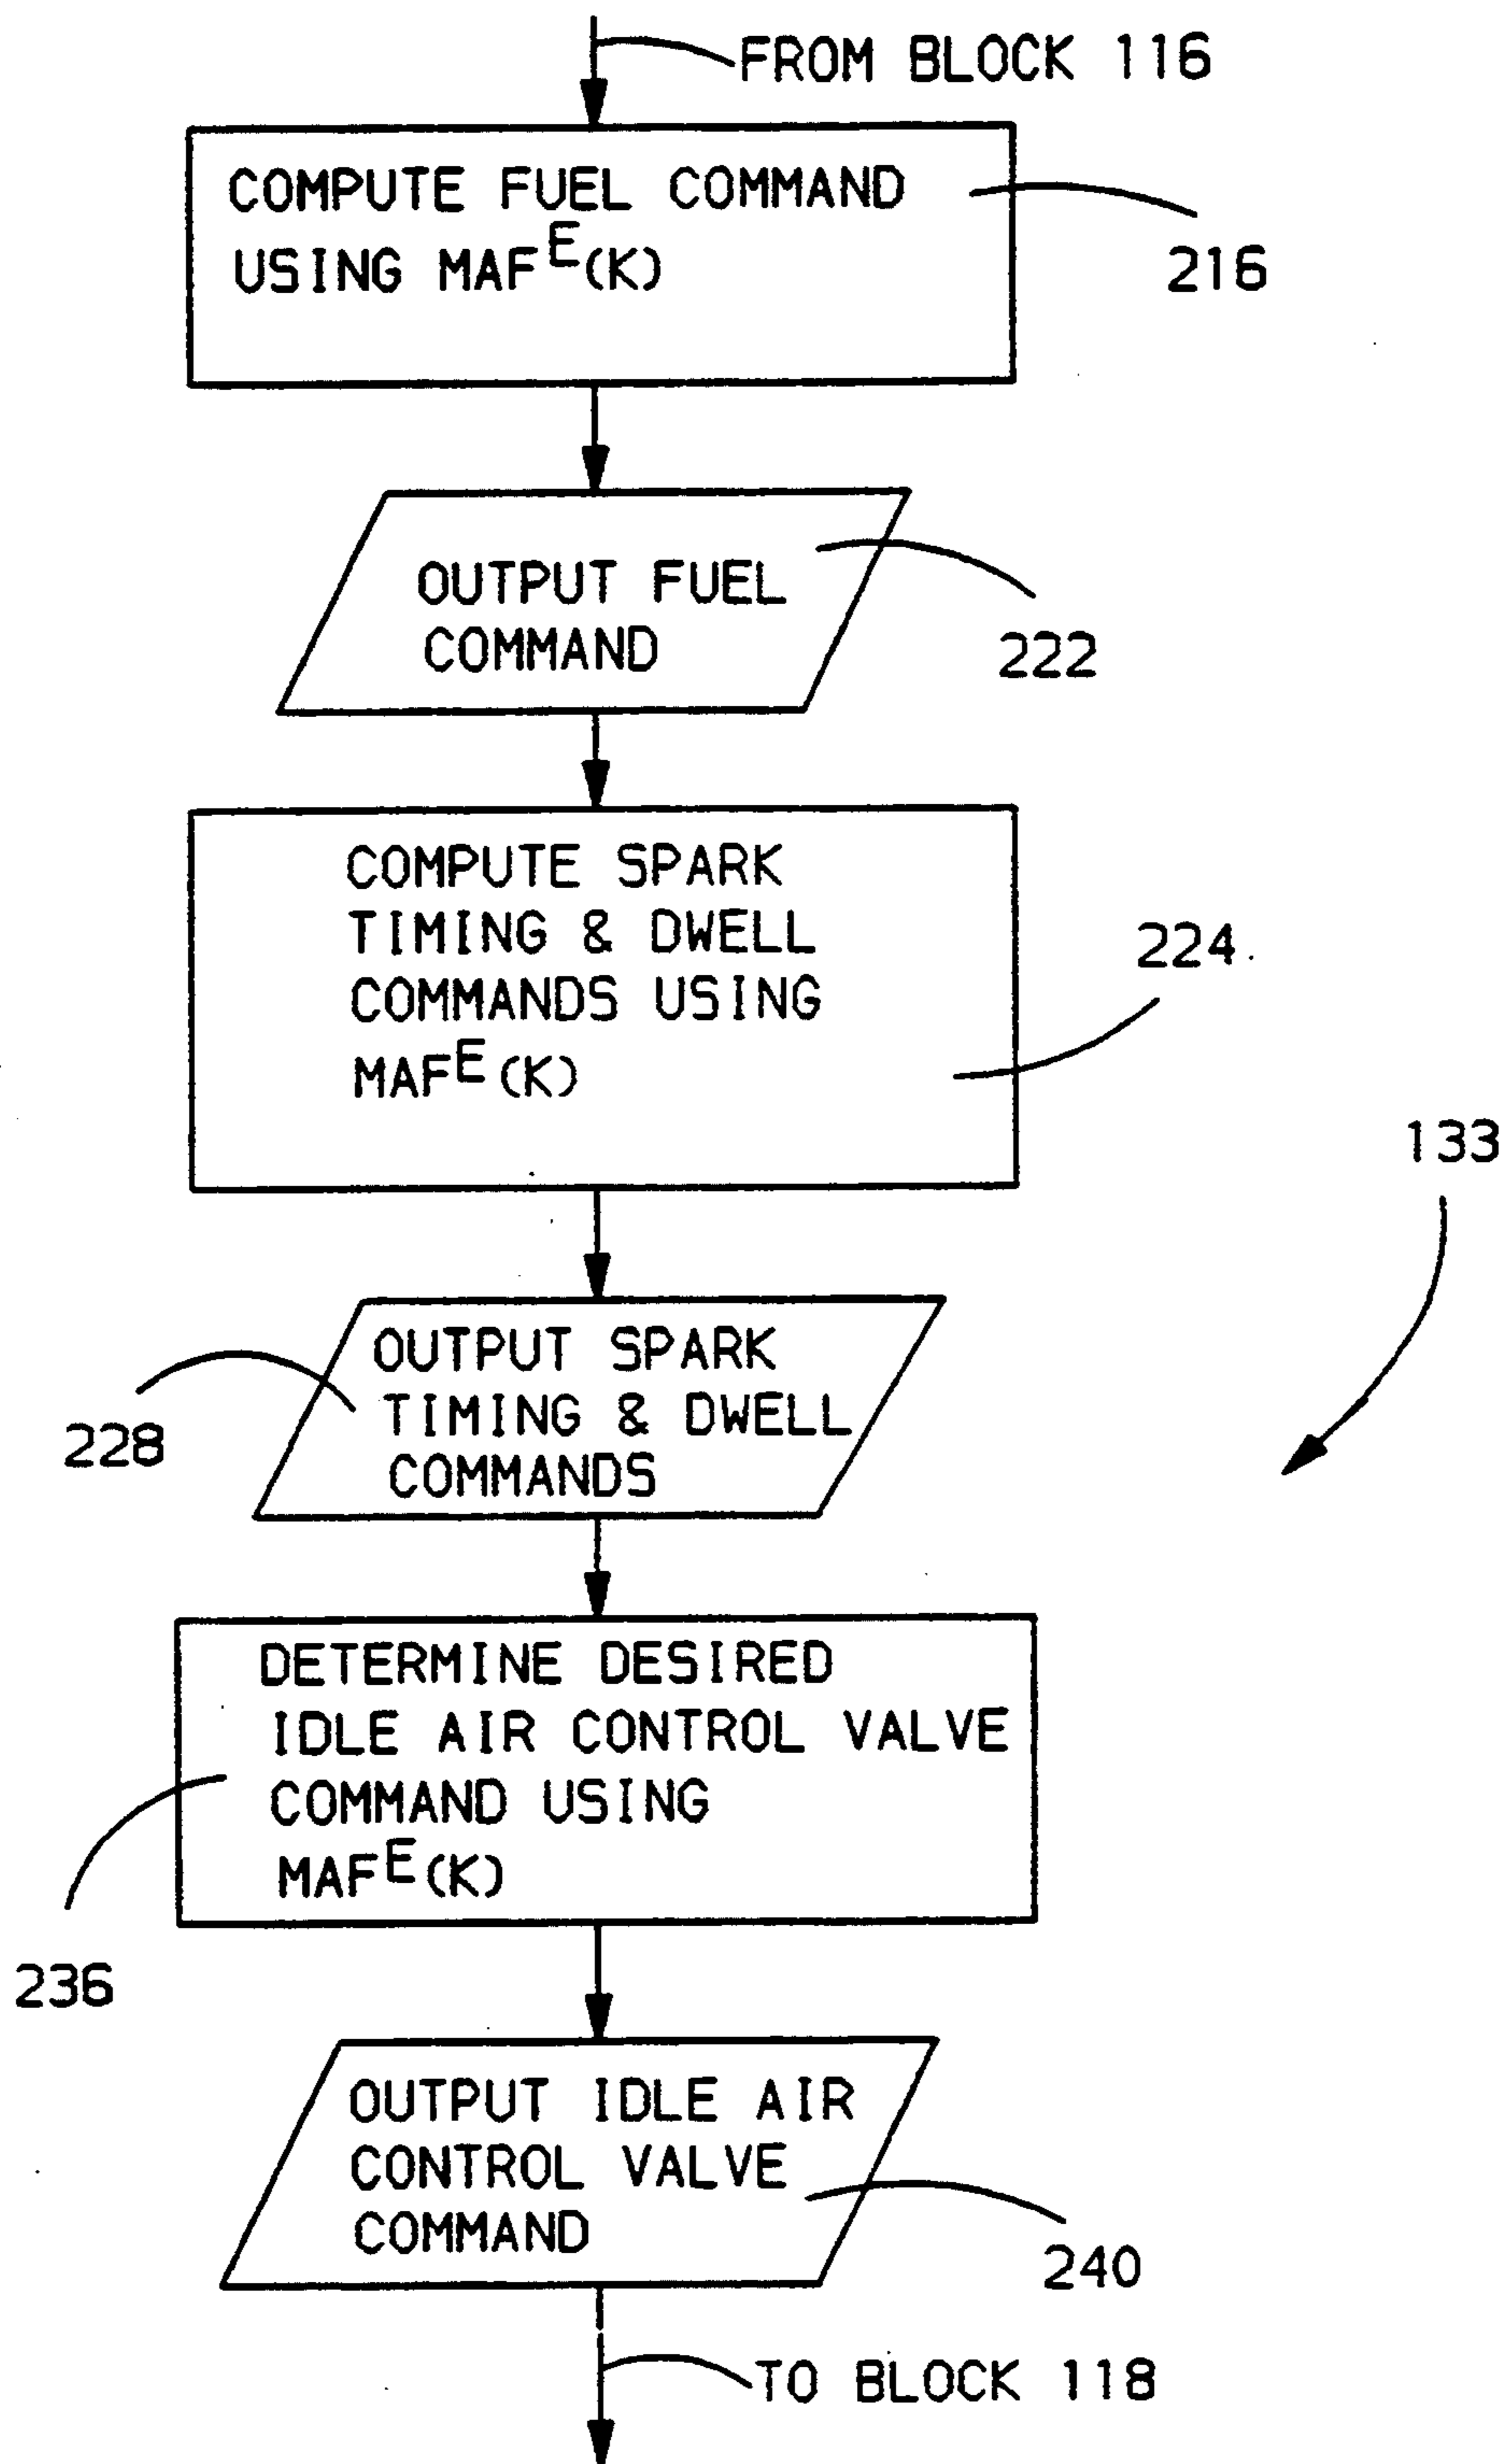 FROM BLOCK 116
COMPUTE FUEL COMMAND
USING MAFᴱ(K)
216
OUTPUT FUEL
COMMAND
222
COMPUTE SPARK
TIMING & DWELL
COMMANDS USING
MAFᴱ(K)
224
133
OUTPUT SPARK
TIMING & DWELL
COMMANDS
228
DETERMINE DESIRED
IDLE AIR CONTROL VALVE
COMMAND USING
MAFᴱ(K)
236
OUTPUT IDLE AIR
CONTROL VALVE
COMMAND
240
TO BLOCK 118